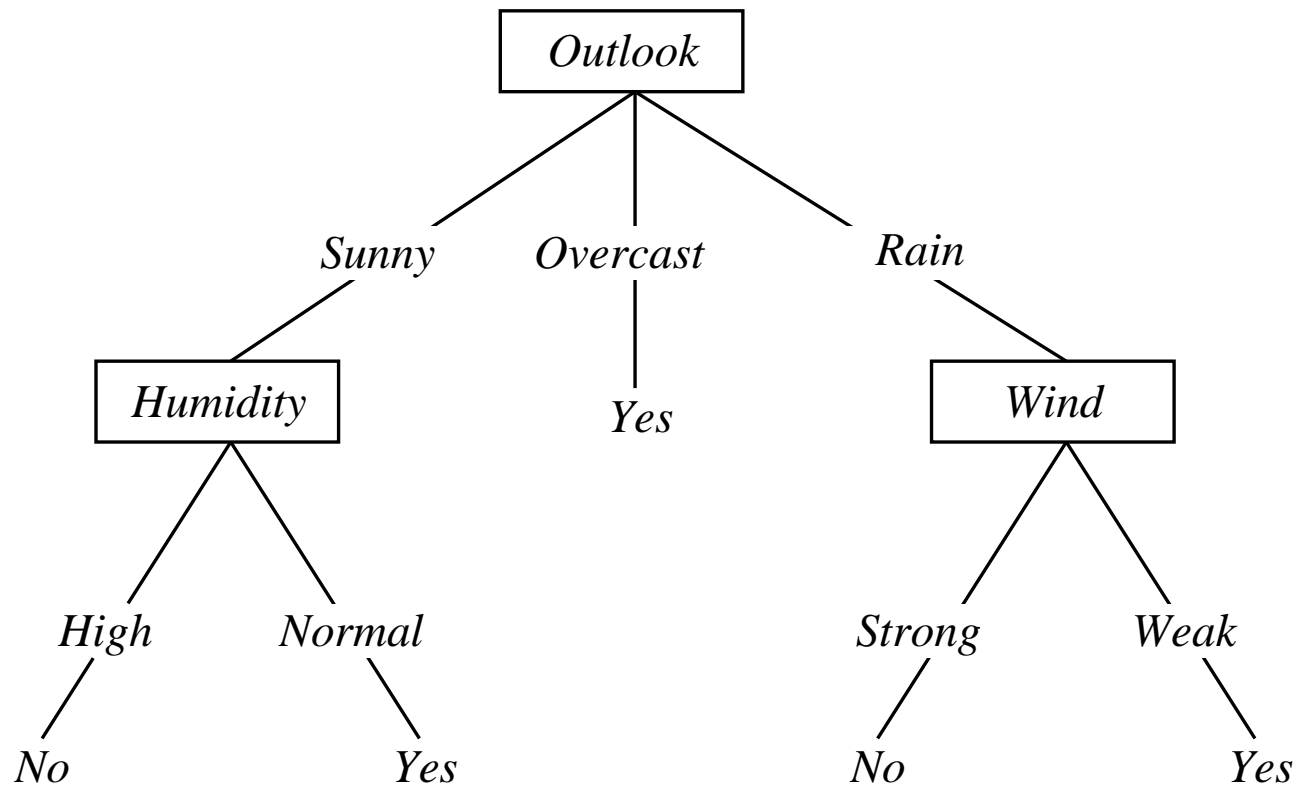 Outlook
Sunny Overcast Rain
Humidity Yes Wind
High Normal Strong Weak
No Yes No Yes